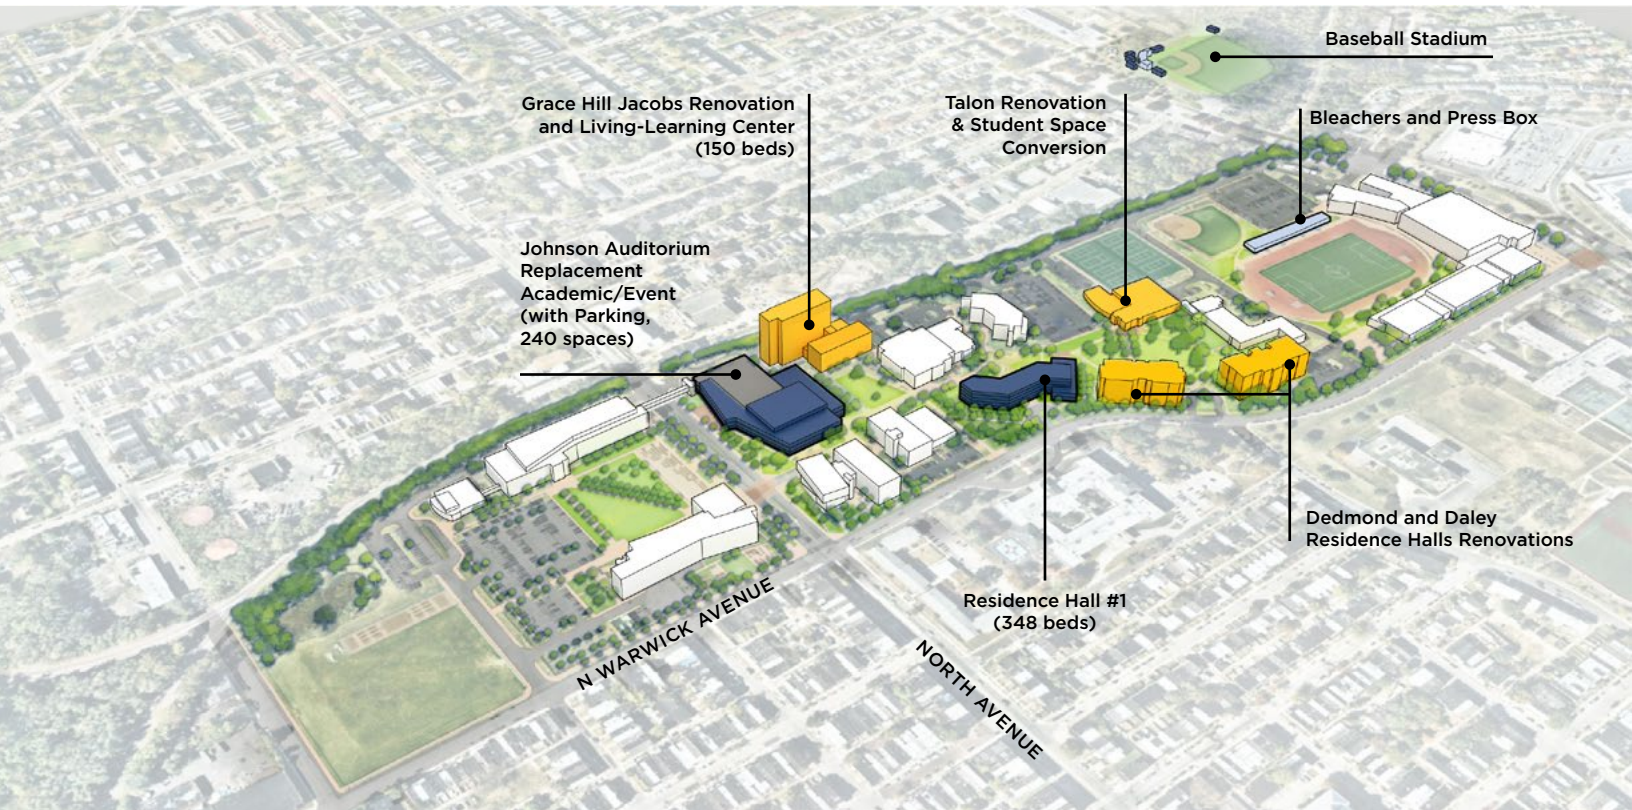 Baseball Stadium
Grace Hill Jacobs Renovation
and Living-Learning Center
(150 beds)
Talon Renovation
& Student Space
Conversion
Bleachers and Press Box
Johnson Auditorium
Replacement
Academic/Event
(with Parking,
240 spaces)
Dedmond and Daley
Residence Halls Renovations
Residence Hall #1
(348 beds)
N WARWICK AVENUE
NORTH AVENUE